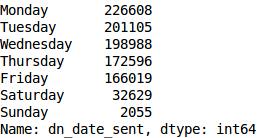 Monday 226608
Tuesday 201105
Wednesday 198988
Thursday 172596
Friday 166019
Saturday 32629
Sunday 2055
Name: dn_date_sent, dtype: int64